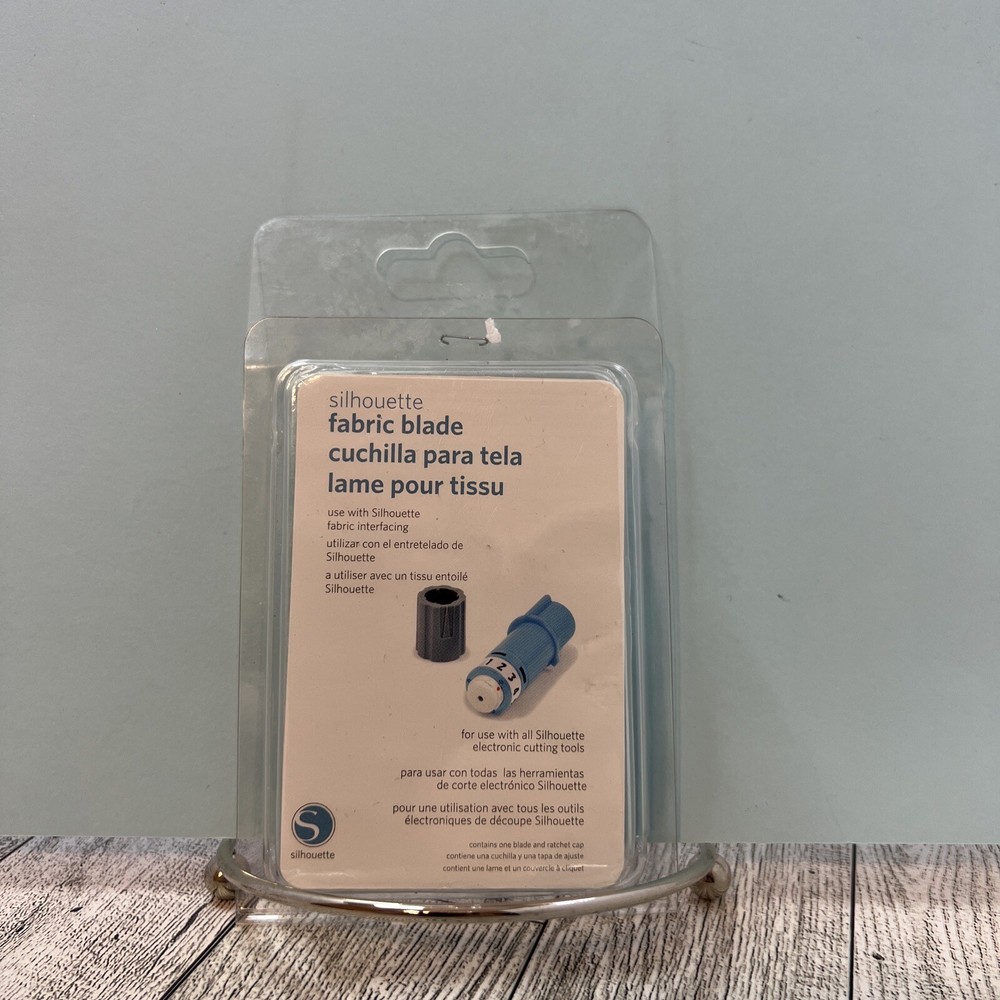 silhouette
fabric blade
cuchilla para tela
lame pour tissu
use with Silhouette
fabric interfacing
utilizar con el entretelado de
Silhouette
a utiliser avec un tissu entoilé
Silhouette
1 2 3
for use with all Silhouette
electronic cutting tools
para usar con todas las herramientas
de corte electrónico Silhouette
pour une utilisation avec tous les outils
électroniques de découpe Silhouette
contains one blade and ratchet cap
contiene una cuchilla y una tapa de ajuste
contient une lame et un couvercle à cliquet
S
silhouette